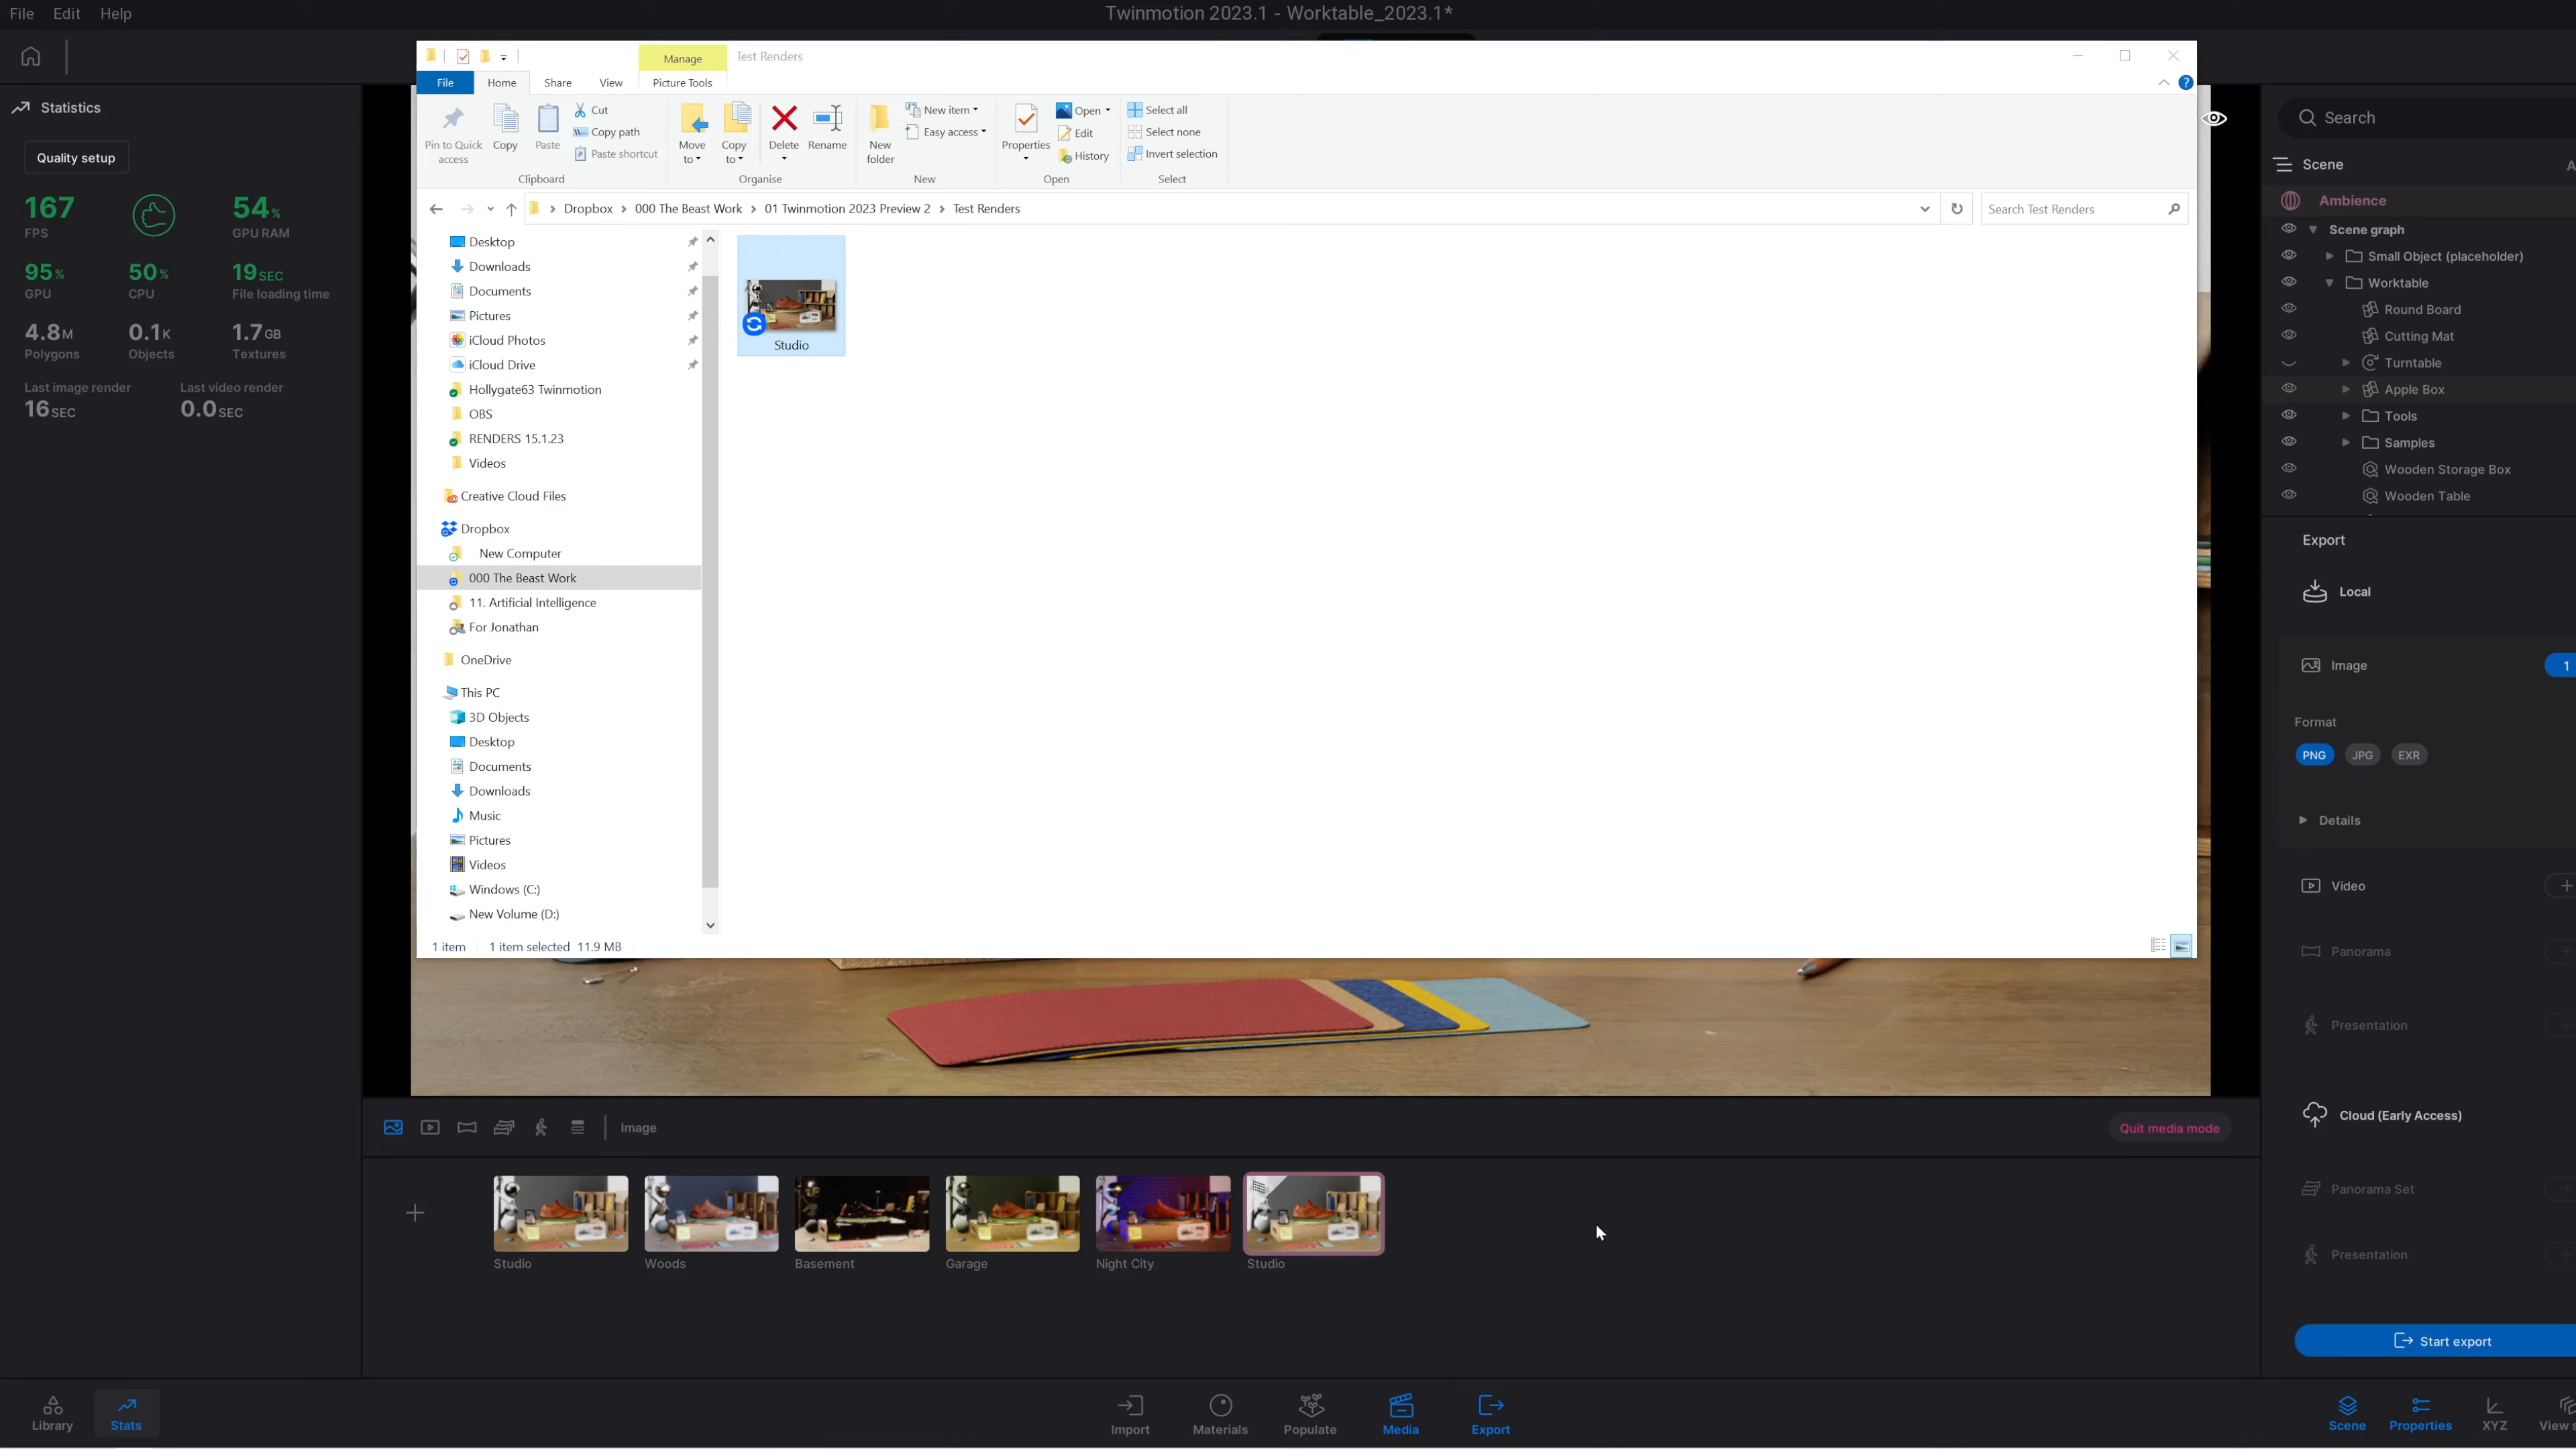 File Edit Help
Twinmotion 2023.1 - Worktable_2023.1*
Statistics
Quality setup
167
FPS
54%
GPU RAM
95%
GPU
50%
CPU
19SEC
File loading time
4.8M
Polygons
0.1K
Objects
1.7GB
Textures
Last image render
16SEC
Last video render
0.0SEC
Manage
Test Renders
File Home Share View Picture Tools
Pin to Quick access
Copy
Paste
Cut
Copy path
Paste shortcut
Clipboard
Move to
Copy to
Delete
Rename
Organise
New folder
New item
Easy access
New
Properties
Open
Edit
History
Open
Select all
Select none
Invert selection
Select
Dropbox > 000 The Beast Work > 01 Twinmotion 2023 Preview 2 > Test Renders
Search Test Renders
Desktop
Downloads
Documents
Pictures
iCloud Photos
iCloud Drive
Hollygate63 Twinmotion
OBS
RENDERS 15.1.23
Videos
Creative Cloud Files
Dropbox
New Computer
000 The Beast Work
11. Artificial Intelligence
For Jonathan
OneDrive
This PC
3D Objects
Desktop
Documents
Downloads
Music
Pictures
Videos
Windows (C:)
New Volume (D:)
Studio
1 item 1 item selected 11.9 MB
Search
Scene
Ambience
Scene graph
Small Object (placeholder)
Worktable
Round Board
Cutting Mat
Turntable
Apple Box
Tools
Samples
Wooden Storage Box
Wooden Table
Export
Local
Image 1
Format
PNG JPG EXR
Details
Video
Panorama
Presentation
Cloud (Early Access)
Panorama Set
Presentation
Start export
Image
Quit media mode
Studio
Woods
Basement
Garage
Night City
Studio
Library
Stats
Import
Materials
Populate
Media
Export
Scene
Properties
XYZ